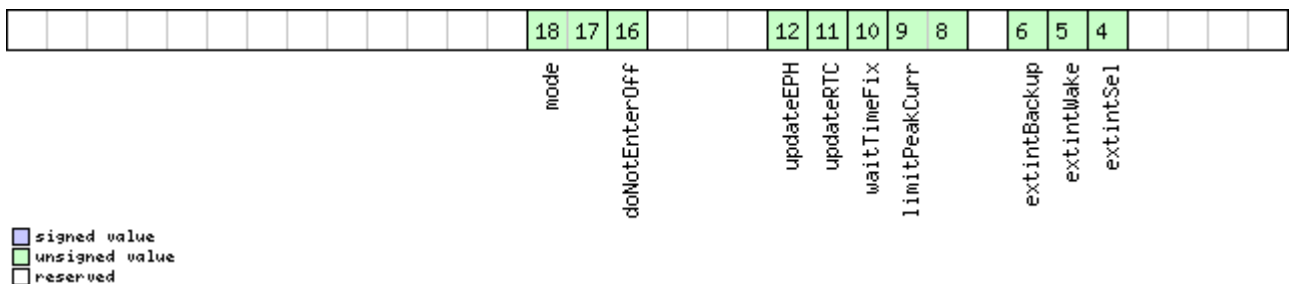 18 17 16 12 11 10 9 8 6 5 4
mode
doNotEnterOff
updateEPH
updateRTC
waitTimeFix
limitPeakCurr
extintBackup
extintWake
extintSel
signed value
unsigned value
reserved